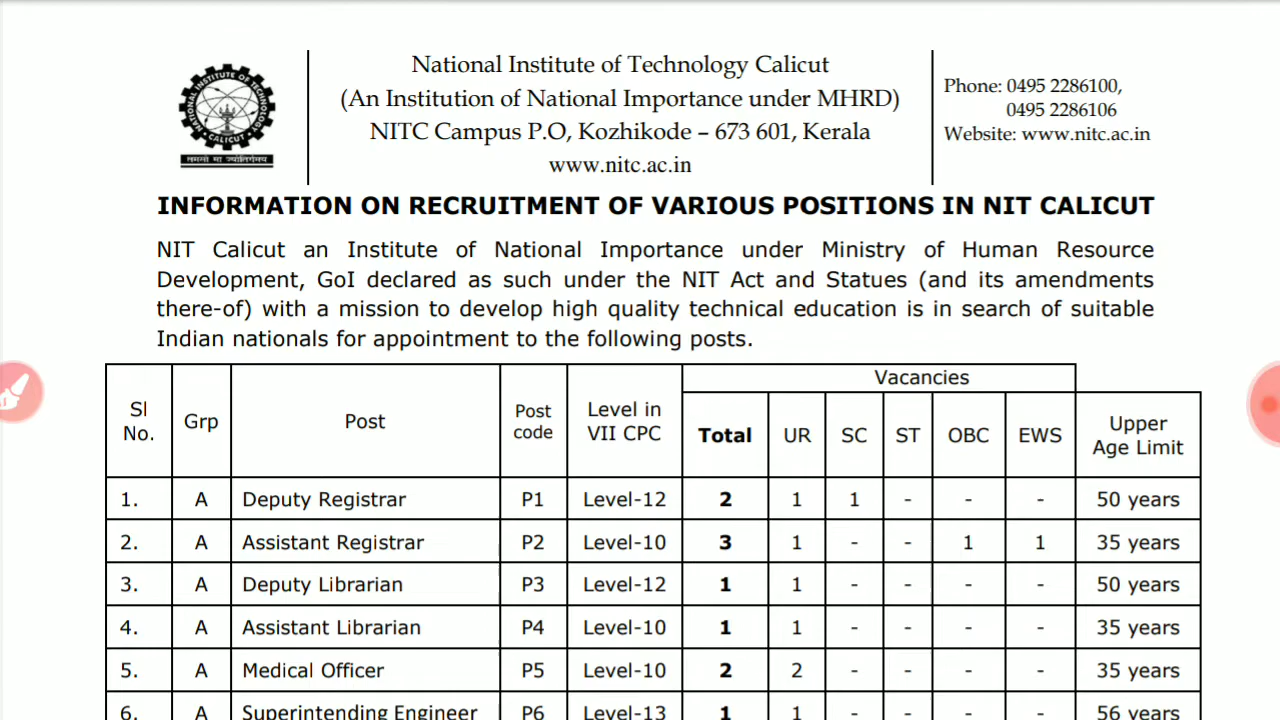 NATIONAL INSTITUTE OF TECHNOLOGY
CALICUT
तमसो मा ज्योतिर्गमय
National Institute of Technology Calicut
(An Institution of National Importance under MHRD)
NITC Campus P.O, Kozhikode – 673 601, Kerala
www.nitc.ac.in
Phone: 0495 2286100,
0495 2286106
Website: www.nitc.ac.in
INFORMATION ON RECRUITMENT OF VARIOUS POSITIONS IN NIT CALICUT
NIT Calicut an Institute of National Importance under Ministry of Human Resource
Development, GoI declared as such under the NIT Act and Statues (and its amendments
there-of) with a mission to develop high quality technical education is in search of suitable
Indian nationals for appointment to the following posts.
Sl No. Grp Post Post code Level in VII CPC Vacancies Total UR SC ST OBC EWS Upper Age Limit
1. A Deputy Registrar P1 Level-12 2 1 1 - - - 50 years
2. A Assistant Registrar P2 Level-10 3 1 - - 1 1 35 years
3. A Deputy Librarian P3 Level-12 1 1 - - - - 50 years
4. A Assistant Librarian P4 Level-10 1 1 - - - - 35 years
5. A Medical Officer P5 Level-10 2 2 - - - - 35 years
6. A Superintending Engineer P6 Level-13 1 1 - - - - 56 years